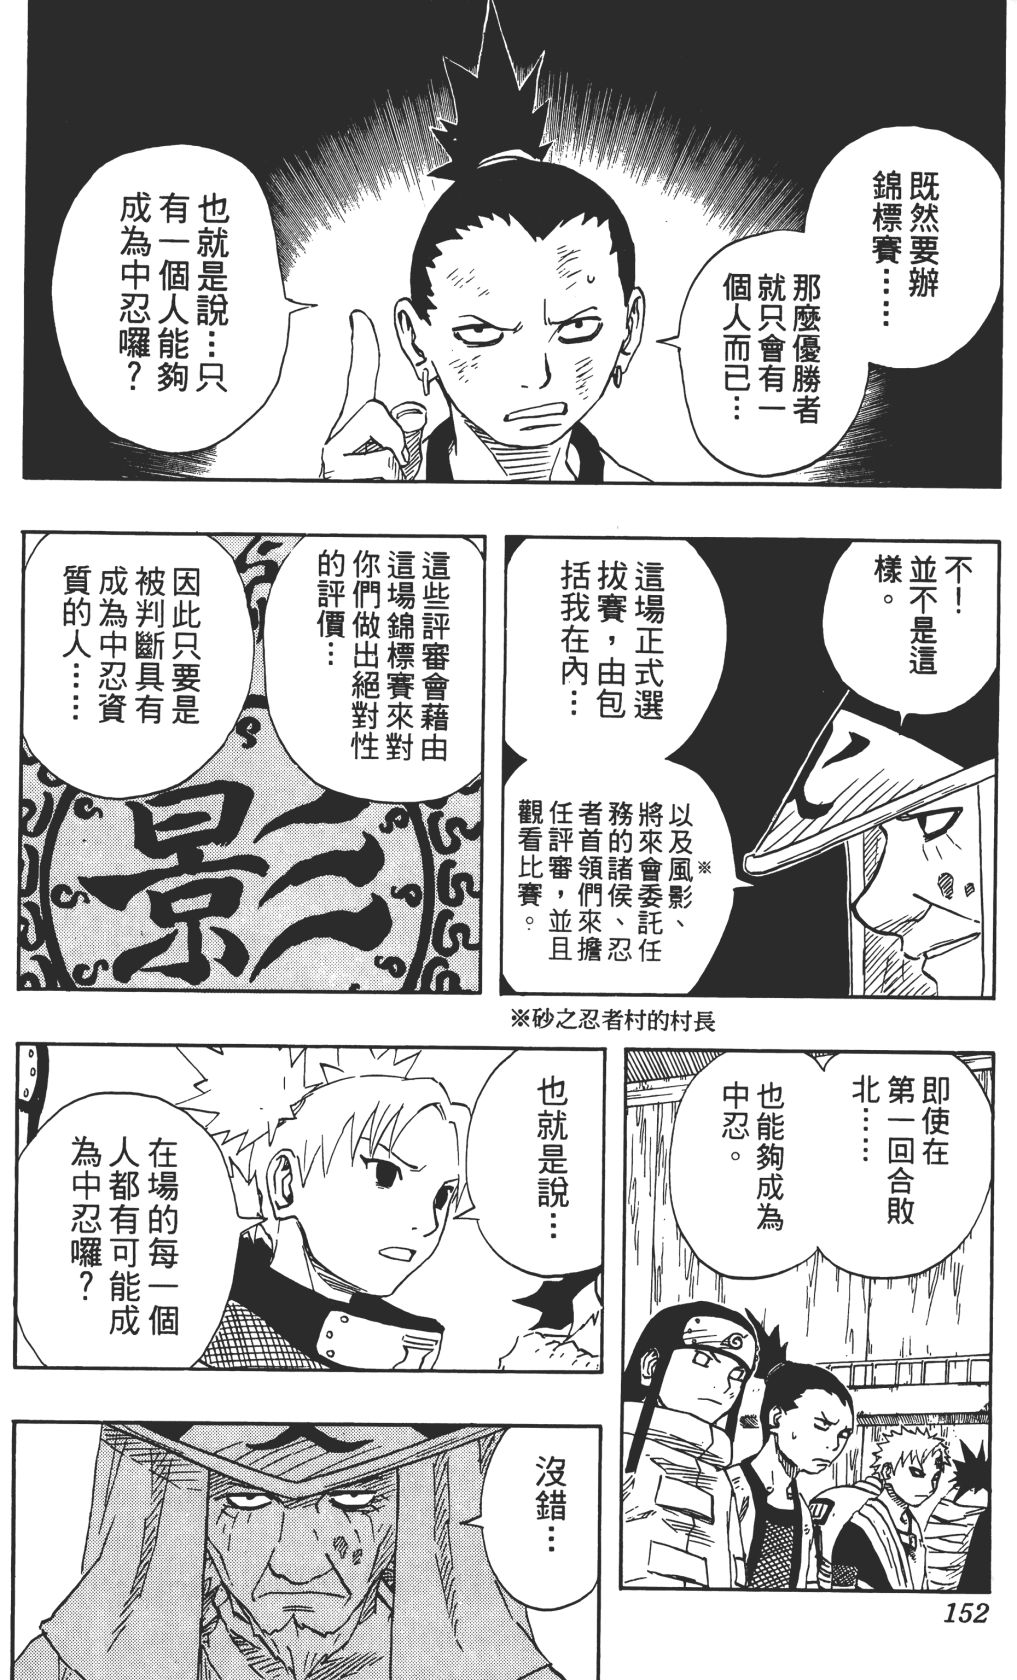 既然要辦
錦標賽……
那麼優勝者
就只會有一
個人而已…
也就是說…只
有一個人能夠
成為中忍囉？
不！
並不是這
樣。
這場正式選
拔賽，由包
括我在內…
以及風影、
※
將來會委託任
務的諸侯、忍
者首領們來擔
任評審，並且
觀看比賽。
※砂之忍者村的村長
這些評審會藉由
這場錦標賽來對
你們做出絕對性
的評價…
因此只要是
被判斷具有
成為中忍資
質的人……
三影
即使在
第一回合敗
北……
也能夠成為
中忍。
也就是說…
在場的每一個
人都有可能成
為中忍囉？
沒錯…
152